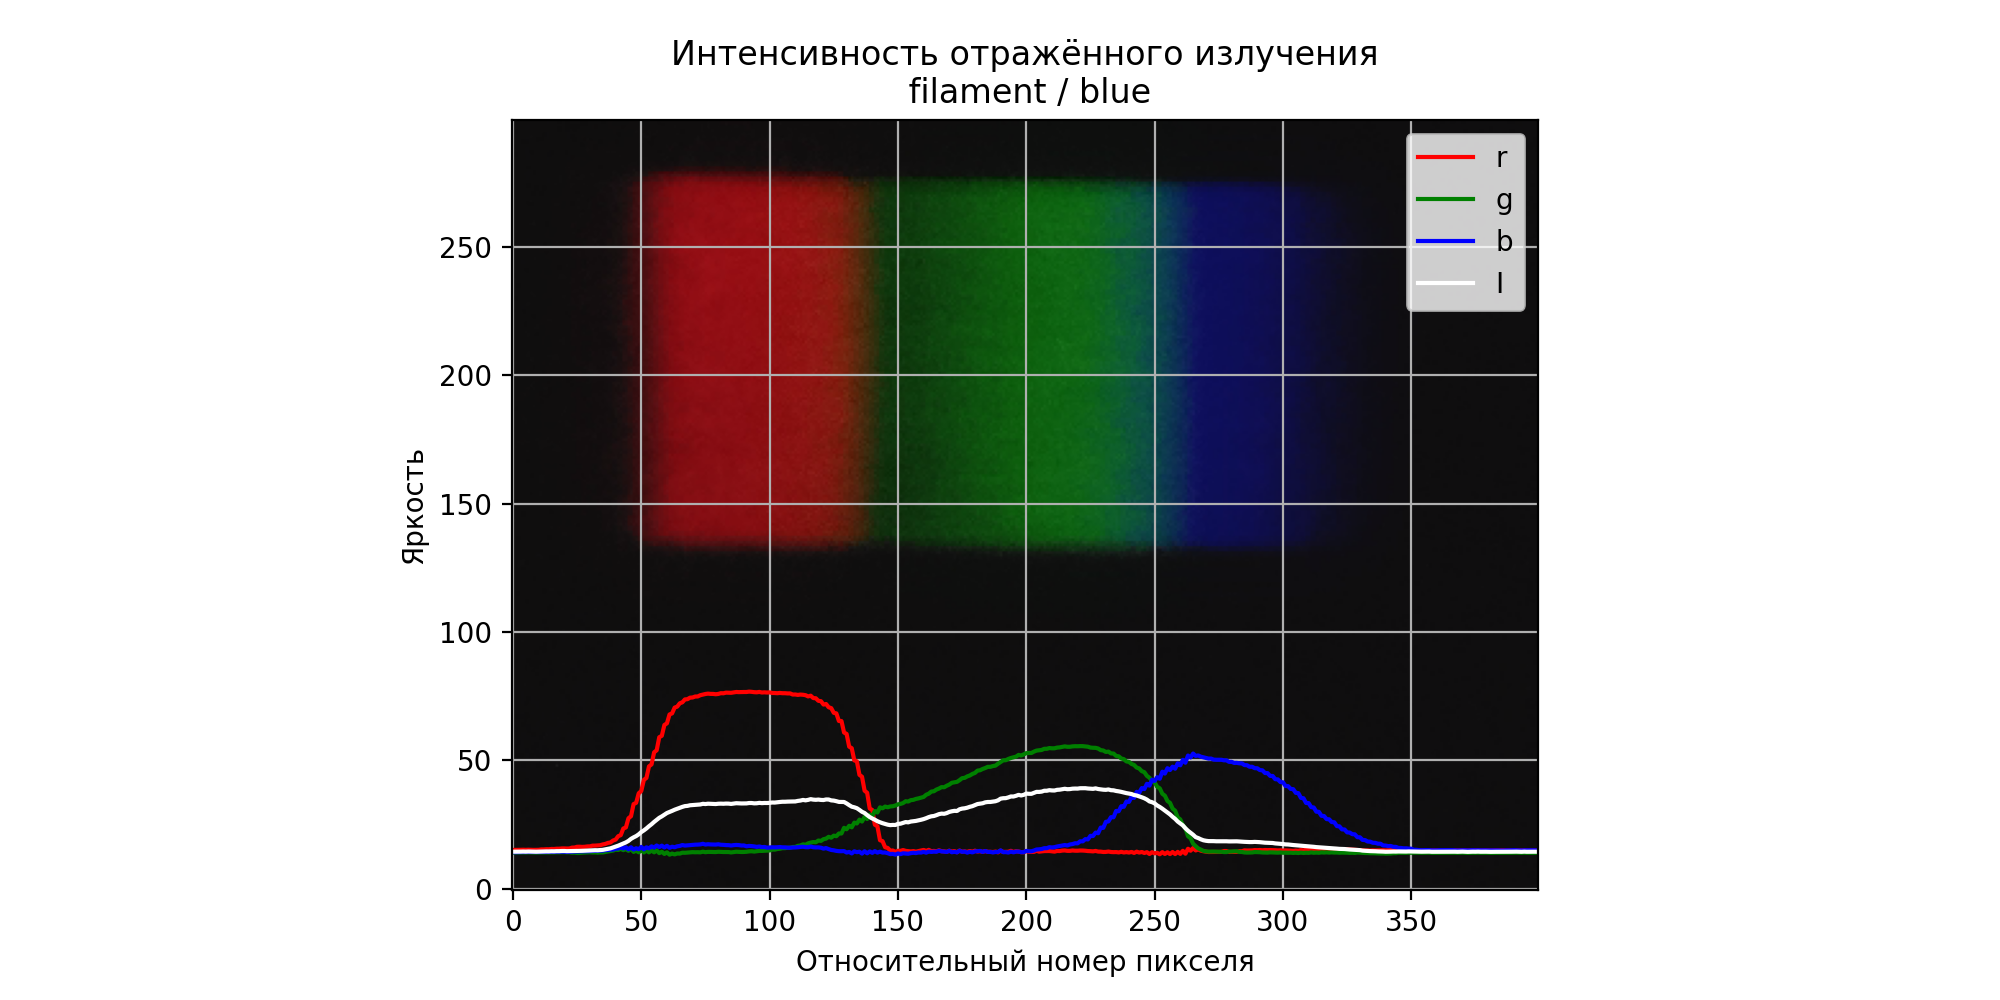 Интенсивность отражённого излучения
filament / blue
r
g
b
l
250
200
150
100
50
0
Яркость
0 50 100 150 200 250 300 350
Относительный номер пикселя